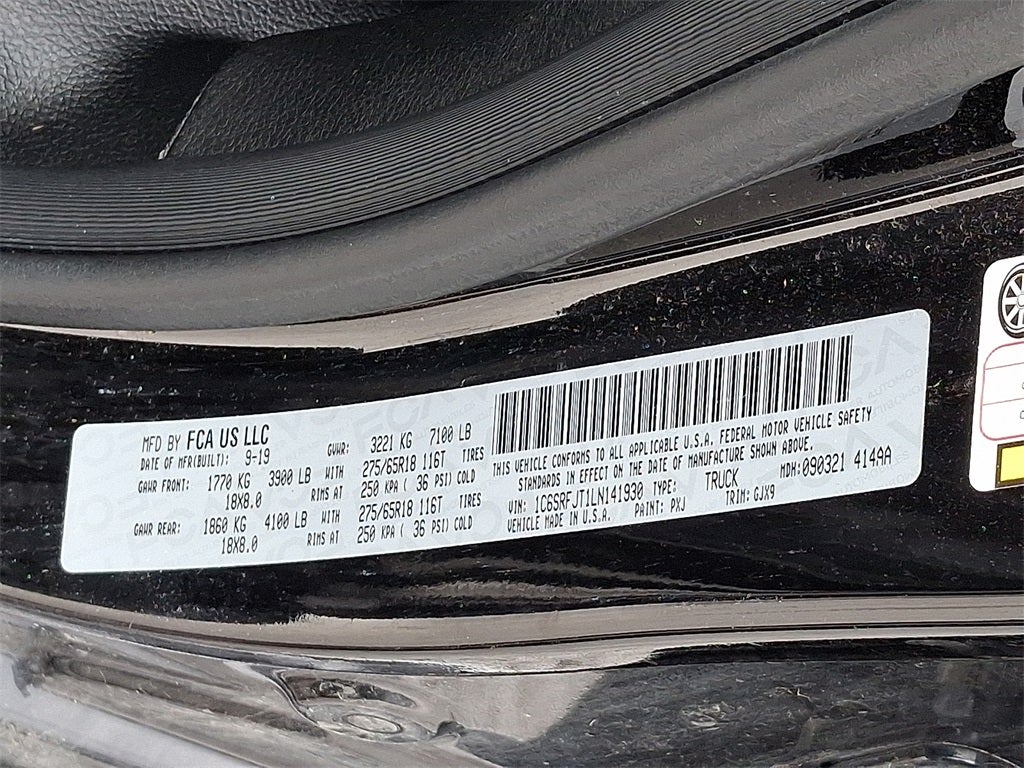 MFD BY FCA US LLC
DATE OF MFR(BUILT): 9-19 GVWR: 3221 KG 7100 LB
GAWR FRONT: 1770 KG 3900 LB WITH 275/65R18 116T TIRES
18X8.0 RIMS AT 250 KPA ( 36 PSI) COLD
GAWR REAR: 1860 KG 4100 LB WITH 275/65R18 116T TIRES
18X8.0 RIMS AT 250 KPA ( 36 PSI) COLD
THIS VEHICLE CONFORMS TO ALL APPLICABLE U.S.A. FEDERAL MOTOR VEHICLE SAFETY
STANDARDS IN EFFECT ON THE DATE OF MANUFACTURE SHOWN ABOVE.
MDH:090321 414AA
VIN: 1C6SRFJT1LN141930 TYPE: TRUCK
VEHICLE MADE IN U.S.A. PAINT: PXJ TRIM: GJX9